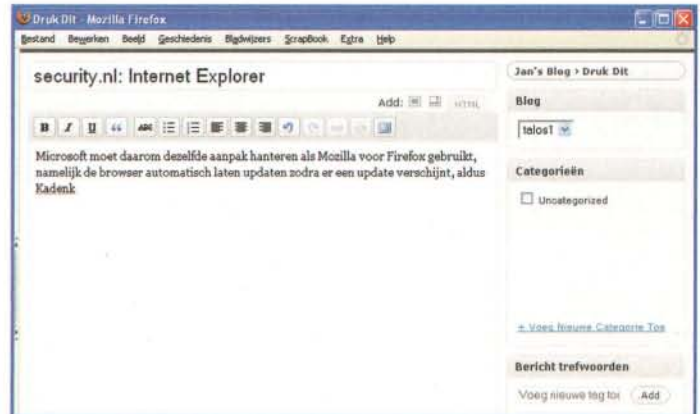 Druk Dit - Mozilla Firefox
Bestand Bewerken Beeld Geschiedenis Bladwijzers ScrapBook Extra Help
security.nl: Internet Explorer
Add: HTML
B I U ABC
Microsoft moet daarom dezelfde aanpak hanteren als Mozilla voor Firefox gebruikt,
namelijk de browser automatisch laten updaten zodra er een update verschijnt, aldus
Kadenk
Jan's Blog > Druk Dit
Blog
talos1
Categorieën
Uncategorized
+ Voeg Nieuwe Categorie Toe
Bericht trefwoorden
Voeg nieuwe tag toe Add